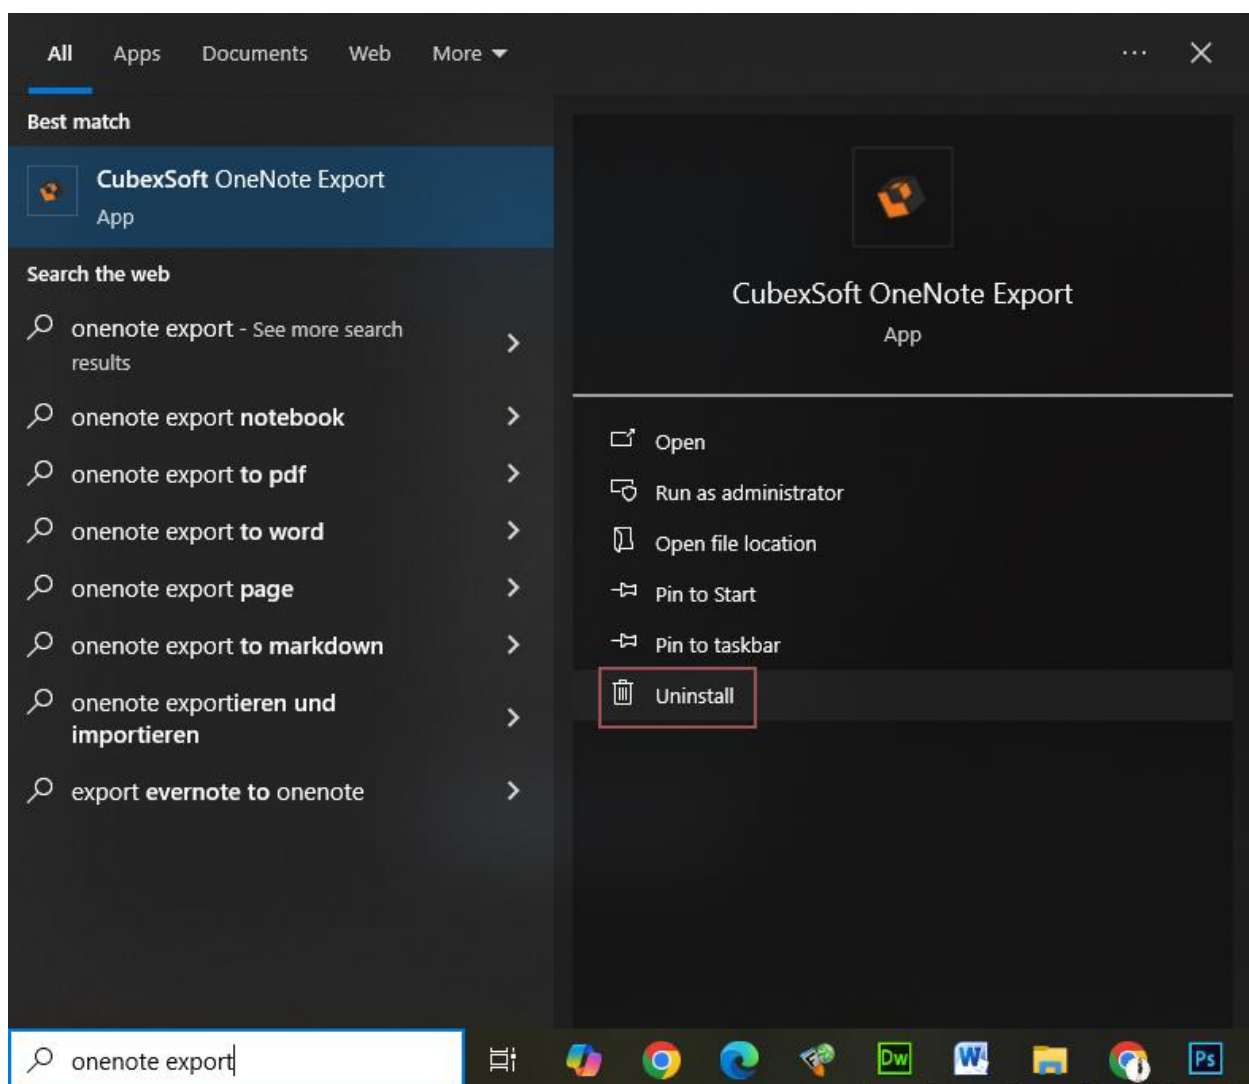 All Apps Documents Web More
Best match
CubexSoft OneNote Export
App
Search the web
onenote export - See more search
results
onenote export notebook
onenote export to pdf
onenote export to word
onenote export page
onenote export to markdown
onenote exportieren und
importieren
export evernote to onenote
CubexSoft OneNote Export
App
Open
Run as administrator
Open file location
Pin to Start
Pin to taskbar
Uninstall
onenote export
Dw W Ps